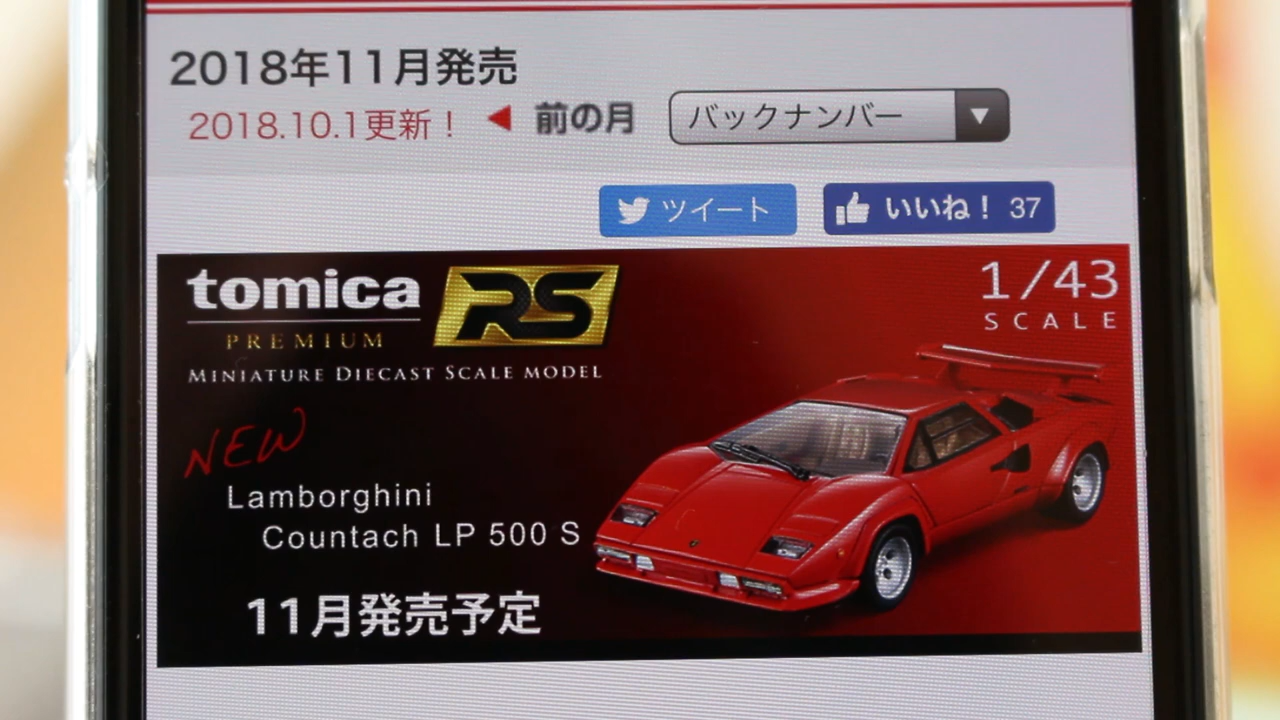 2018年11月発売
2018.10.1更新！ ◀ 前の月 バックナンバー ▼
ツイート いいね！ 37
tomica RS 1/43
PREMIUM SCALE
MINIATURE DIECAST SCALE MODEL
NEW
Lamborghini
Countach LP 500 S
11月発売予定